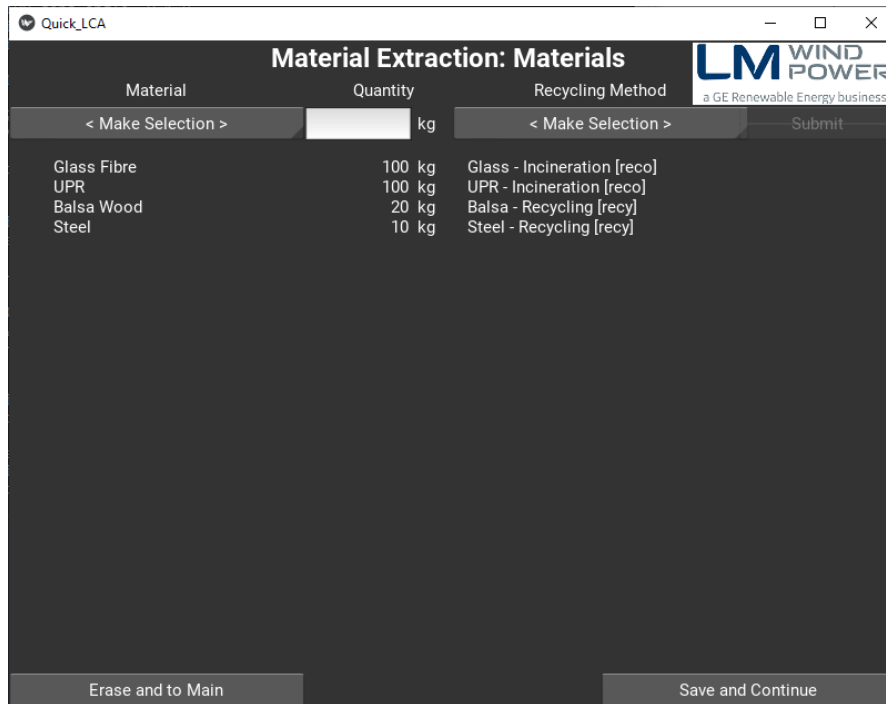 Quick_LCA
Material Extraction: Materials
LM WIND POWER
a GE Renewable Energy business
Material Quantity Recycling Method
< Make Selection > kg < Make Selection > Submit
Glass Fibre 100 kg Glass - Incineration [reco]
UPR 100 kg UPR - Incineration [reco]
Balsa Wood 20 kg Balsa - Recycling [recy]
Steel 10 kg Steel - Recycling [recy]
Erase and to Main Save and Continue